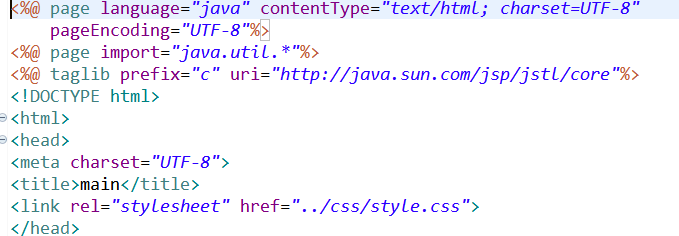 <%@ page language="java" contentType="text/html; charset=UTF-8"
pageEncoding="UTF-8"%>
<%@ page import="java.util.*"%>
<%@ taglib prefix="c" uri="http://java.sun.com/jsp/jstl/core"%>
<!DOCTYPE html>
<html>
<head>
<meta charset="UTF-8">
<title>main</title>
<link rel="stylesheet" href="../css/style.css">
</head>